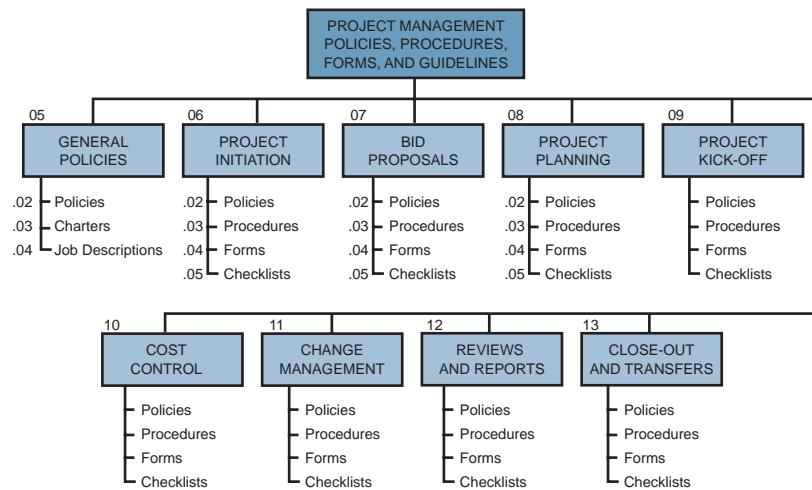 PROJECT MANAGEMENT
POLICIES, PROCEDURES,
FORMS, AND GUIDELINES
05
GENERAL
POLICIES
.02 Policies
.03 Charters
.04 Job Descriptions
06
PROJECT
INITIATION
.02 Policies
.03 Procedures
.04 Forms
.05 Checklists
07
BID
PROPOSALS
.02 Policies
.03 Procedures
.04 Forms
.05 Checklists
08
PROJECT
PLANNING
.02 Policies
.03 Procedures
.04 Forms
.05 Checklists
09
PROJECT
KICK-OFF
Policies
Procedures
Forms
Checklists
10
COST
CONTROL
Policies
Procedures
Forms
Checklists
11
CHANGE
MANAGEMENT
Policies
Procedures
Forms
Checklists
12
REVIEWS
AND REPORTS
Policies
Procedures
Forms
Checklists
13
CLOSE-OUT
AND TRANSFERS
Policies
Procedures
Forms
Checklists